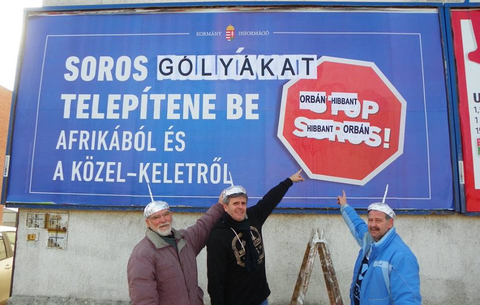 KORMÁNY INFORMÁCIÓ
SOROS GÓLYÁKAT
TELEPÍTENE BE
AFRIKÁBÓL ÉS
A KÖZEL-KELETRŐL
ORBÁN HIBBANT
STOP
HIBBANT ORBÁN
SOROS!